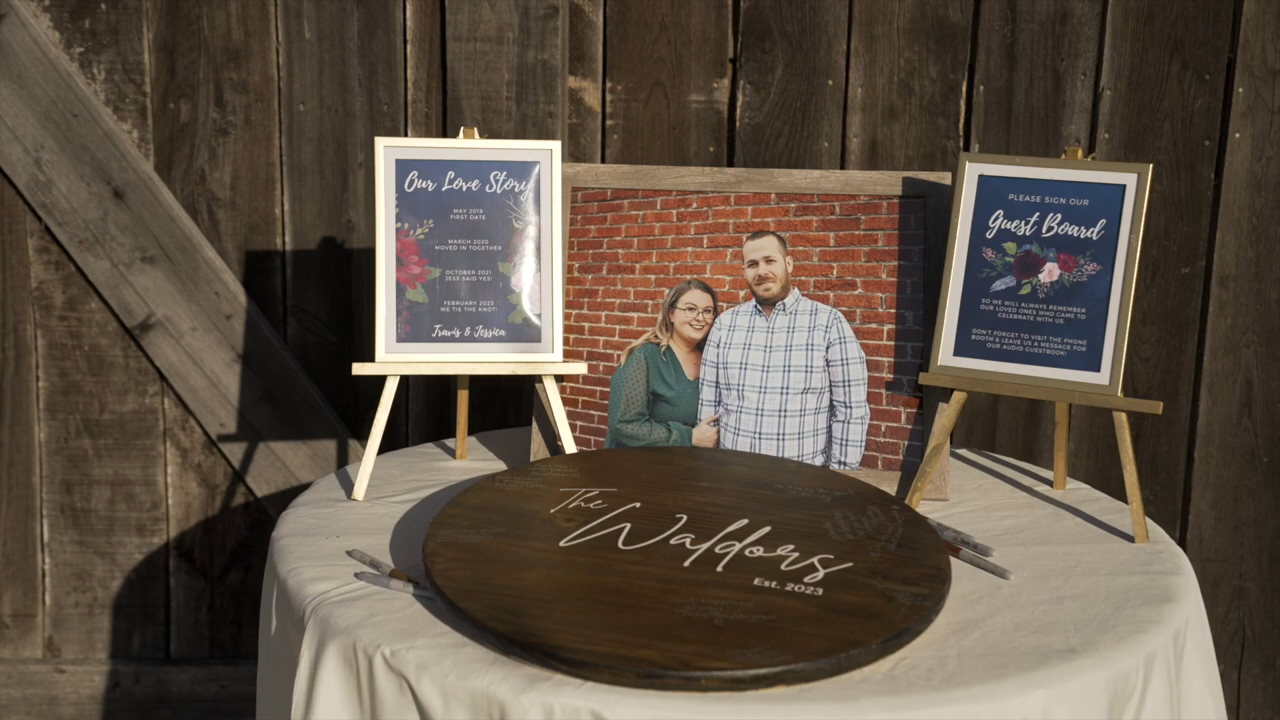 Our Love Story
MAY 2019
FIRST DATE
MARCH 2020
MOVED IN TOGETHER
OCTOBER 2021
JESS SAID YES!
FEBRUARY 2023
WE TIE THE KNOT!
Travis & Jessica
PLEASE SIGN OUR
Guest Board
SO WE WILL ALWAYS REMEMBER
OUR LOVED ONES WHO CAME TO
CELEBRATE WITH US.
DON'T FORGET TO VISIT THE PHONE
BOOTH & LEAVE US A MESSAGE FOR
OUR AUDIO GUESTBOOK!
The
Waldors
Est. 2023